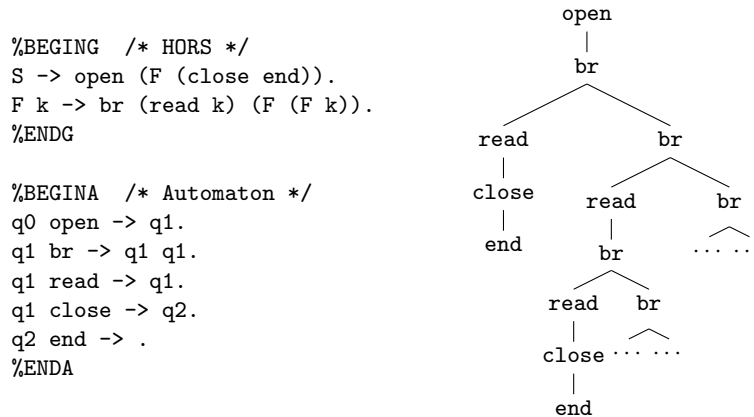 %BEGING /* HORS */
S -> open (F (close end)).
F k -> br (read k) (F (F k)).
%ENDG
%BEGINA /* Automaton */
q0 open -> q1.
q1 br -> q1 q1.
q1 read -> q1.
q1 close -> q2.
q2 end -> .
%ENDA
open
br
read br
close read br
end br ... ...
read br
close ... ...
end